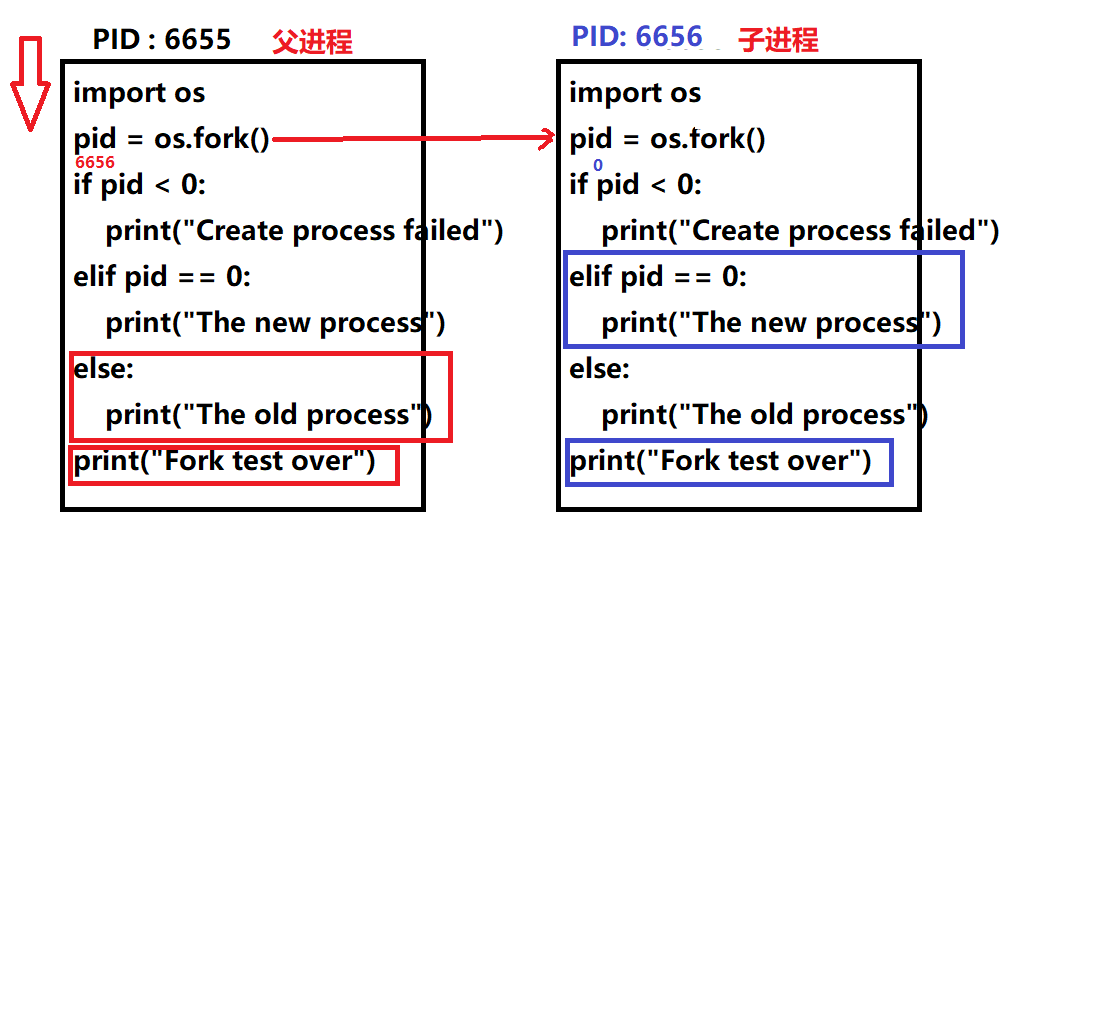 PID : 6655 父进程
import os
pid = os.fork()
6656
if pid < 0:
print("Create process failed")
elif pid == 0:
print("The new process")
else:
print("The old process")
print("Fork test over")
PID: 6656 子进程
import os
pid = os.fork()
0
if pid < 0:
print("Create process failed")
elif pid == 0:
print("The new process")
else:
print("The old process")
print("Fork test over")